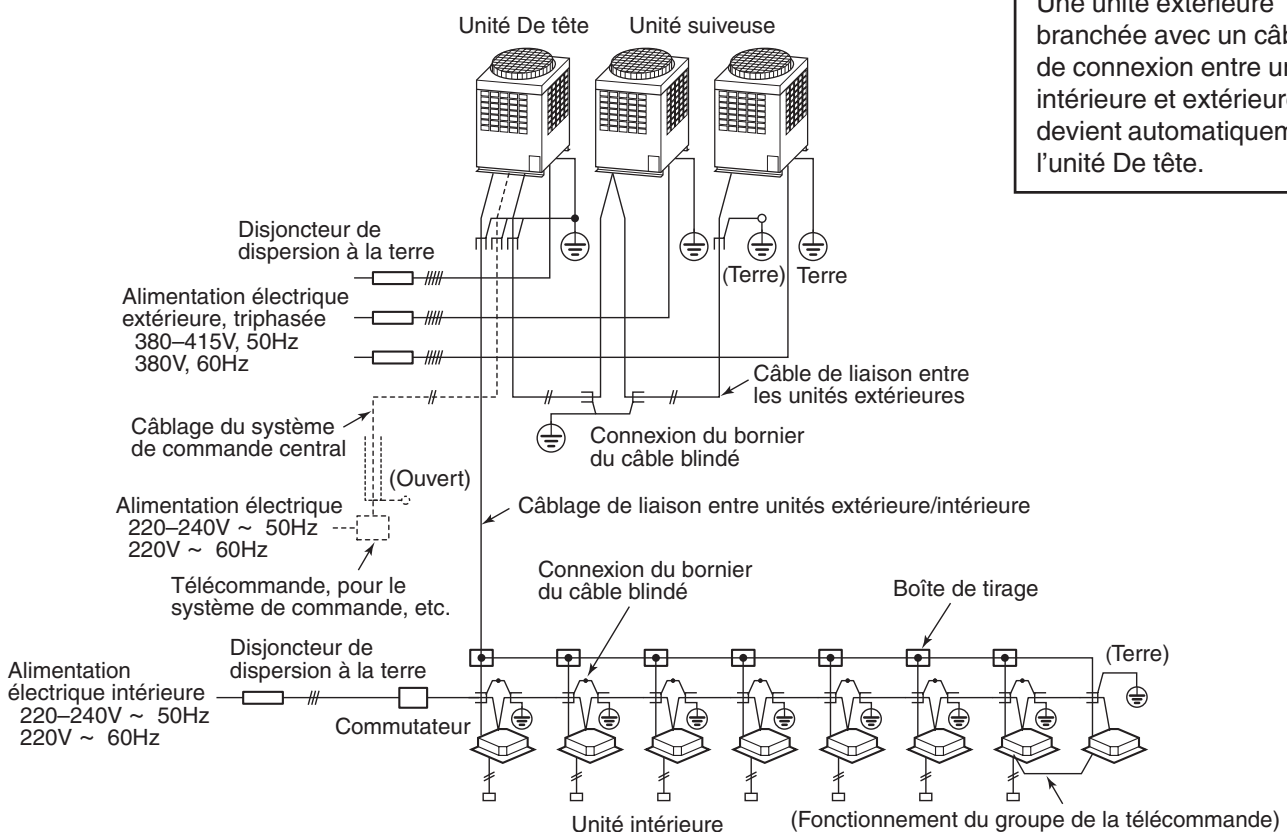 Unité De tête
Unité suiveuse
Une unité extérieure
branchée avec un
de connexion entre
intérieure et
devient
l’unité De tête.
Disjoncteur de
dispersion à la terre
(Terre)
Terre
Alimentation électrique
extérieure, triphasée
380–415V, 50Hz
380V, 60Hz
Câble de liaison entre
les unités extérieures
Câblage du système
de commande central
Connexion du bornier
du câble blindé
(Ouvert)
Alimentation électrique
220–240V ~ 50Hz
220V ~ 60Hz
Câblage de liaison entre unités extérieure/intérieure
Télécommande, pour le
système de commande, etc.
Connexion du bornier
du câble blindé
Boîte de tirage
Disjoncteur de
dispersion à la terre
(Terre)
Alimentation
électrique intérieure
220–240V ~ 50Hz
220V ~ 60Hz
Commutateur
Unité intérieure
(Fonctionnement du groupe de la télécommande)